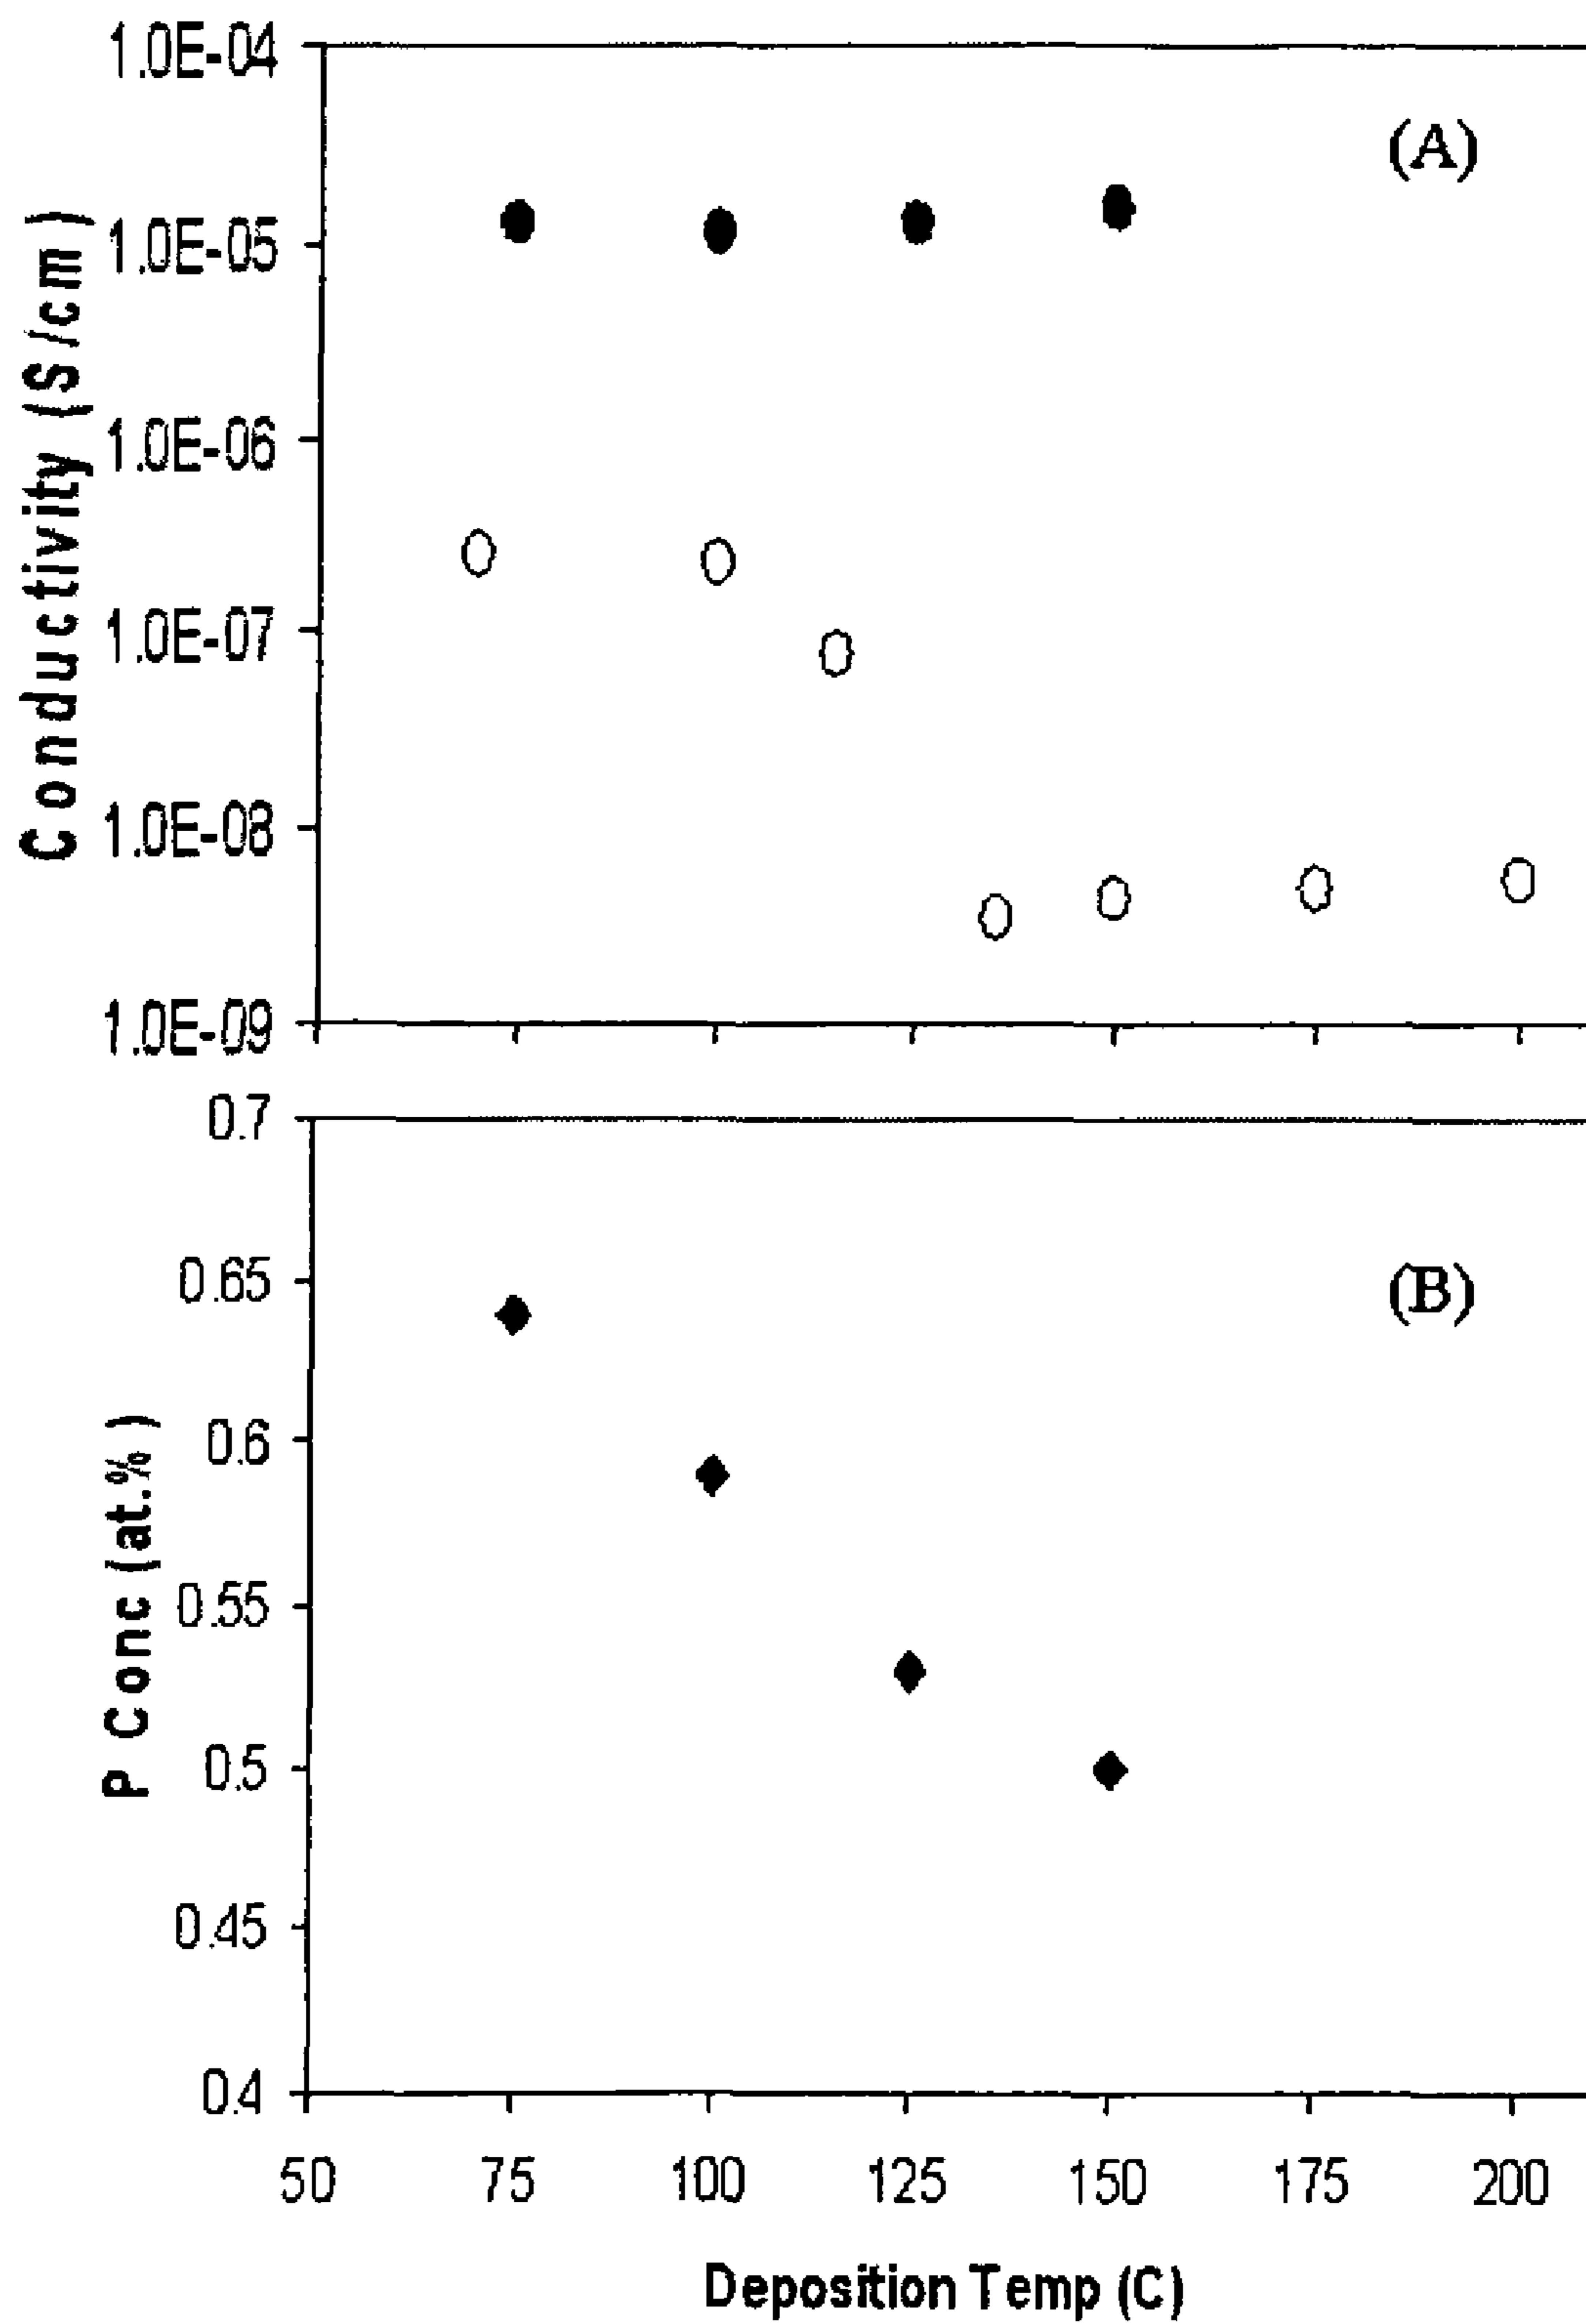 1.0E-04
(A)
1.0E-05
1.0E-06
1.0E-07
1.0E-08
1.0E-09
Conductivity (S/cm)
0.7
0.65
(B)
0.6
0.55
0.5
0.45
0.4
P Conc (at.%)
50 75 100 125 150 175 200
Deposition Temp (C)